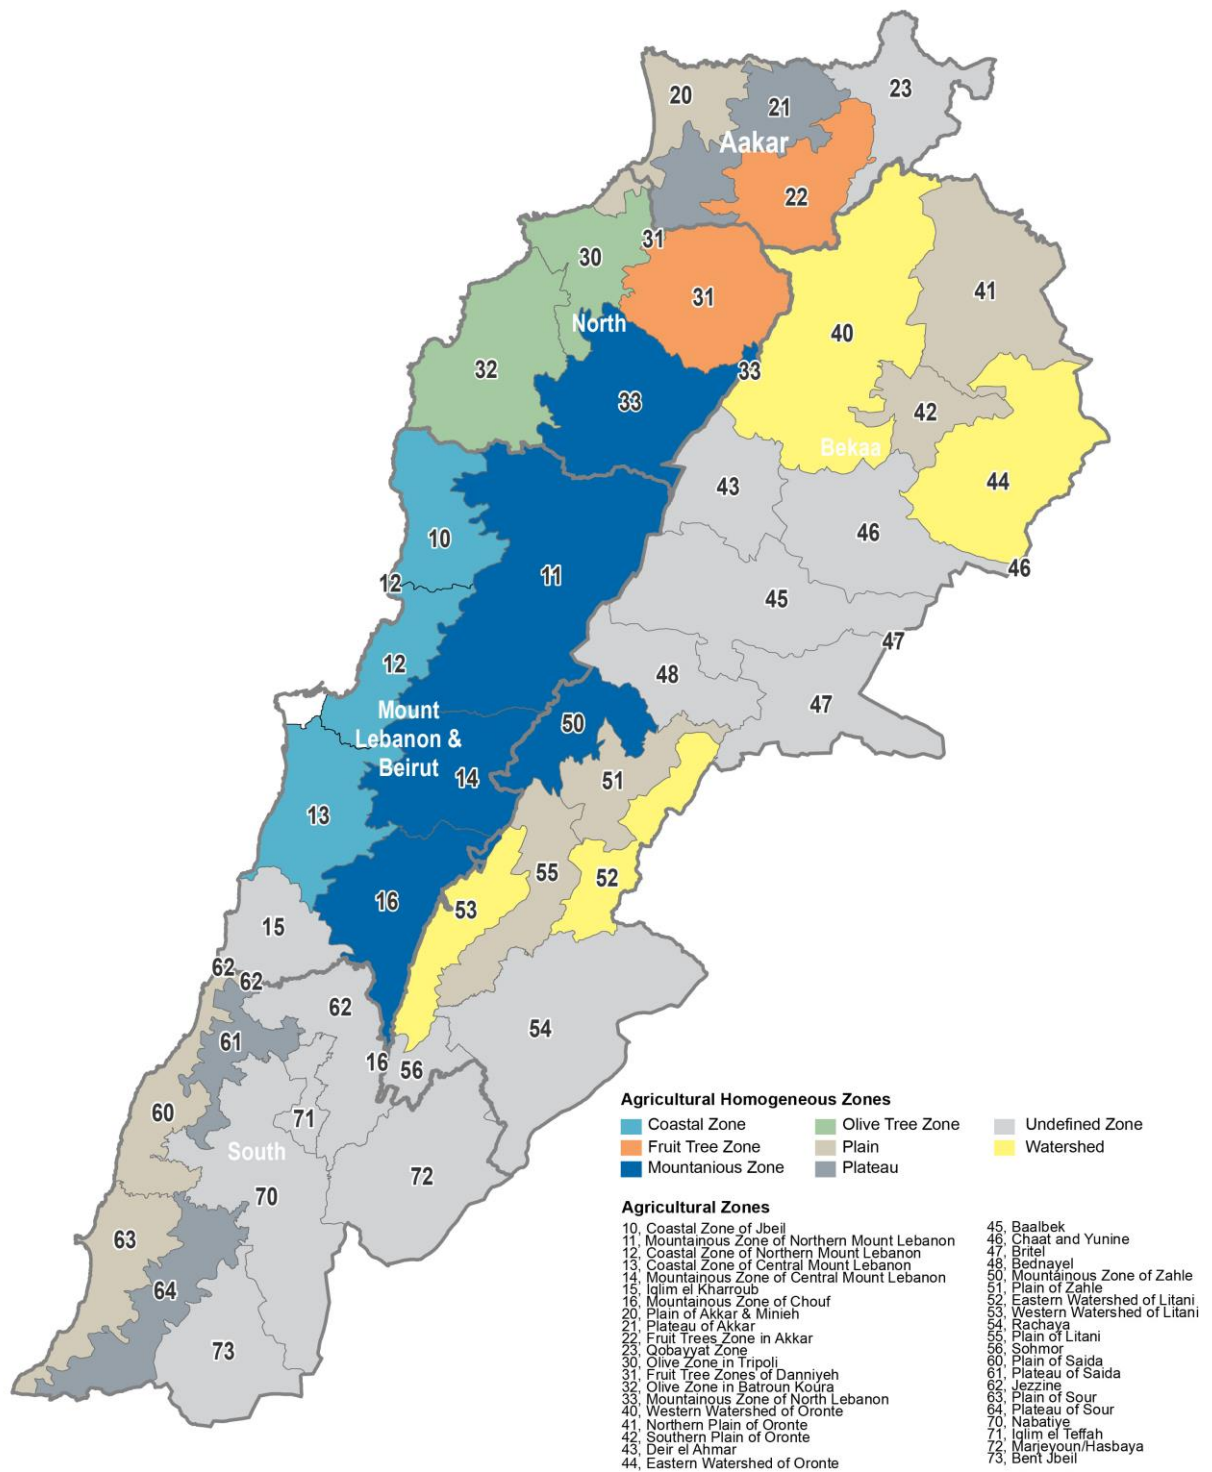 23
20
21
Aakar
22
31
30
41
31
North
40
32
33
33
42
Bekaa
44
43
46
10
11
46
12
45
47
12
48
47
Mount
50
Lebanon &
Beirut
14
51
13
55
52
16
53
15
62
62
62
54
61
16
56
60
71
South
72
70
63
64
73
Agricultural Homogeneous Zones
Coastal Zone
Olive Tree Zone
Undefined Zone
Fruit Tree Zone
Plain
Watershed
Mountanious Zone
Plateau
Agricultural Zones
10, Coastal Zone of Jbeil
11, Mountainous Zone of Northern Mount Lebanon
12, Coastal Zone of Northern Mount Lebanon
13, Coastal Zone of Central Mount Lebanon
14, Mountainous Zone of Central Mount Lebanon
15, Iqlim el Kharroub
16, Mountainous Zone of Chouf
20, Plain of Akkar & Minieh
21, Plateau of Akkar
22, Fruit Trees Zone in Akkar
23, Qobayyat Zone
30, Olive Zone in Tripoli
31, Fruit Tree Zones of Danniyeh
32, Olive Zone in Batroun Koura
33, Mountainous Zone of North Lebanon
40, Western Watershed of Oronte
41, Northern Plain of Oronte
42, Southern Plain of Oronte
43, Deir el Ahmar
44, Eastern Watershed of Oronte
45, Baalbek
46, Chaat and Yunine
47, Britel
48, Bednayel
50, Mountainous Zone of Zahle
51, Plain of Zahle
52, Eastern Watershed of Litani
53, Western Watershed of Litani
54, Rachaya
55, Plain of Litani
56, Sohmor
60, Plain of Saida
61, Plateau of Saida
62, Jezzine
63, Plain of Sour
64, Plateau of Sour
70, Nabatiye
71, Iqlim el Teffah
72, Marjeyoun/Hasbaya
73, Bent Jbeil